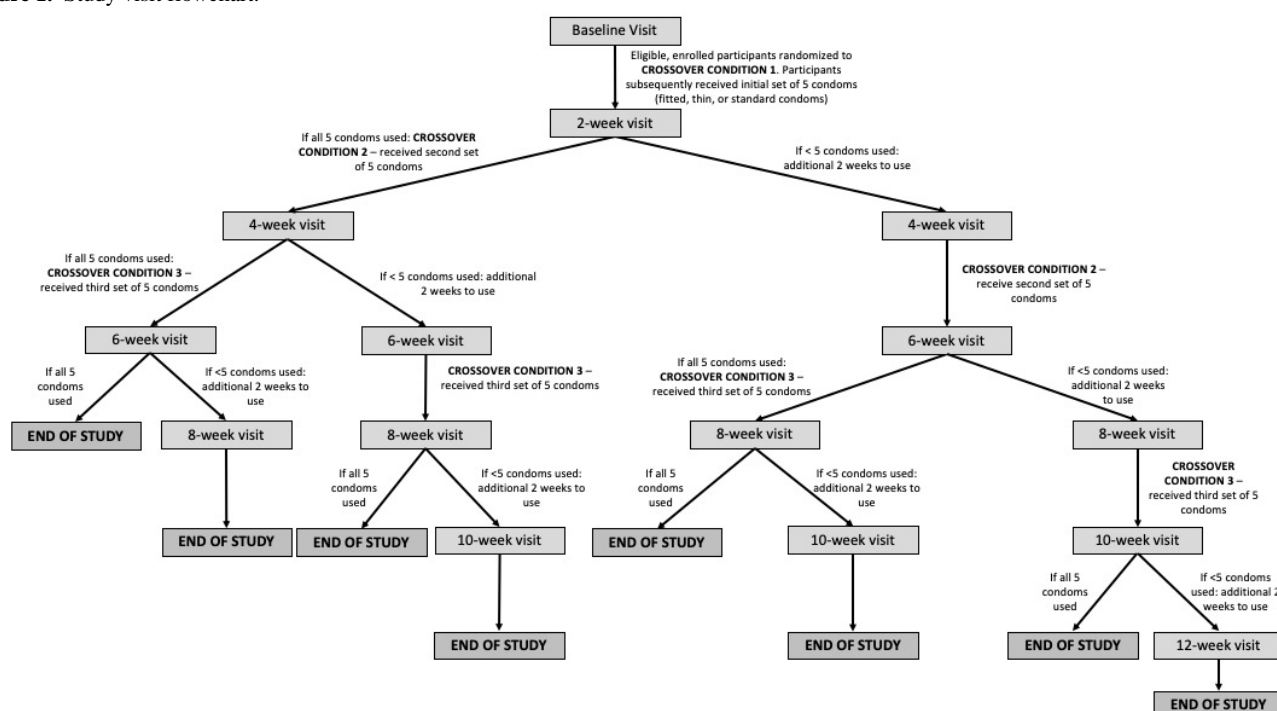 Study visit flowchart.
Baseline Visit
Eligible, enrolled participants randomized to
CROSSOVER CONDITION 1. Participants
subsequently received initial set of 5 condoms
(fitted, thin, or standard condoms)
2-week visit
If all 5 condoms used: CROSSOVER
CONDITION 2 – received second set
of 5 condoms
If < 5 condoms used:
additional 2 weeks to use
4-week visit
4-week visit
If all 5 condoms used:
CROSSOVER CONDITION 3 –
received third set of 5 condoms
If < 5 condoms used: additional
2 weeks to use
CROSSOVER CONDITION 2 –
receive second set of 5
condoms
6-week visit
6-week visit
6-week visit
If all 5
condoms
used
If <5 condoms used:
additional 2 weeks to
use
CROSSOVER CONDITION 3 –
received third set of 5 condoms
If all 5 condoms used:
CROSSOVER CONDITION 3 –
received third set of 5 condoms
If <5 condoms used:
additional 2 weeks
to use
END OF STUDY
8-week visit
8-week visit
8-week visit
8-week visit
If all 5
condoms
used
If <5 condoms used:
additional 2 weeks to
use
If all 5
condoms
used
If <5 condoms used:
additional 2 weeks to
use
CROSSOVER
CONDITION 3 –
received third set of 5
condoms
END OF STUDY
END OF STUDY
10-week visit
END OF STUDY
10-week visit
10-week visit
If all 5
condoms
used
If <5 condoms
used: additional 2
weeks to use
END OF STUDY
END OF STUDY
END OF STUDY
12-week visit
END OF STUDY